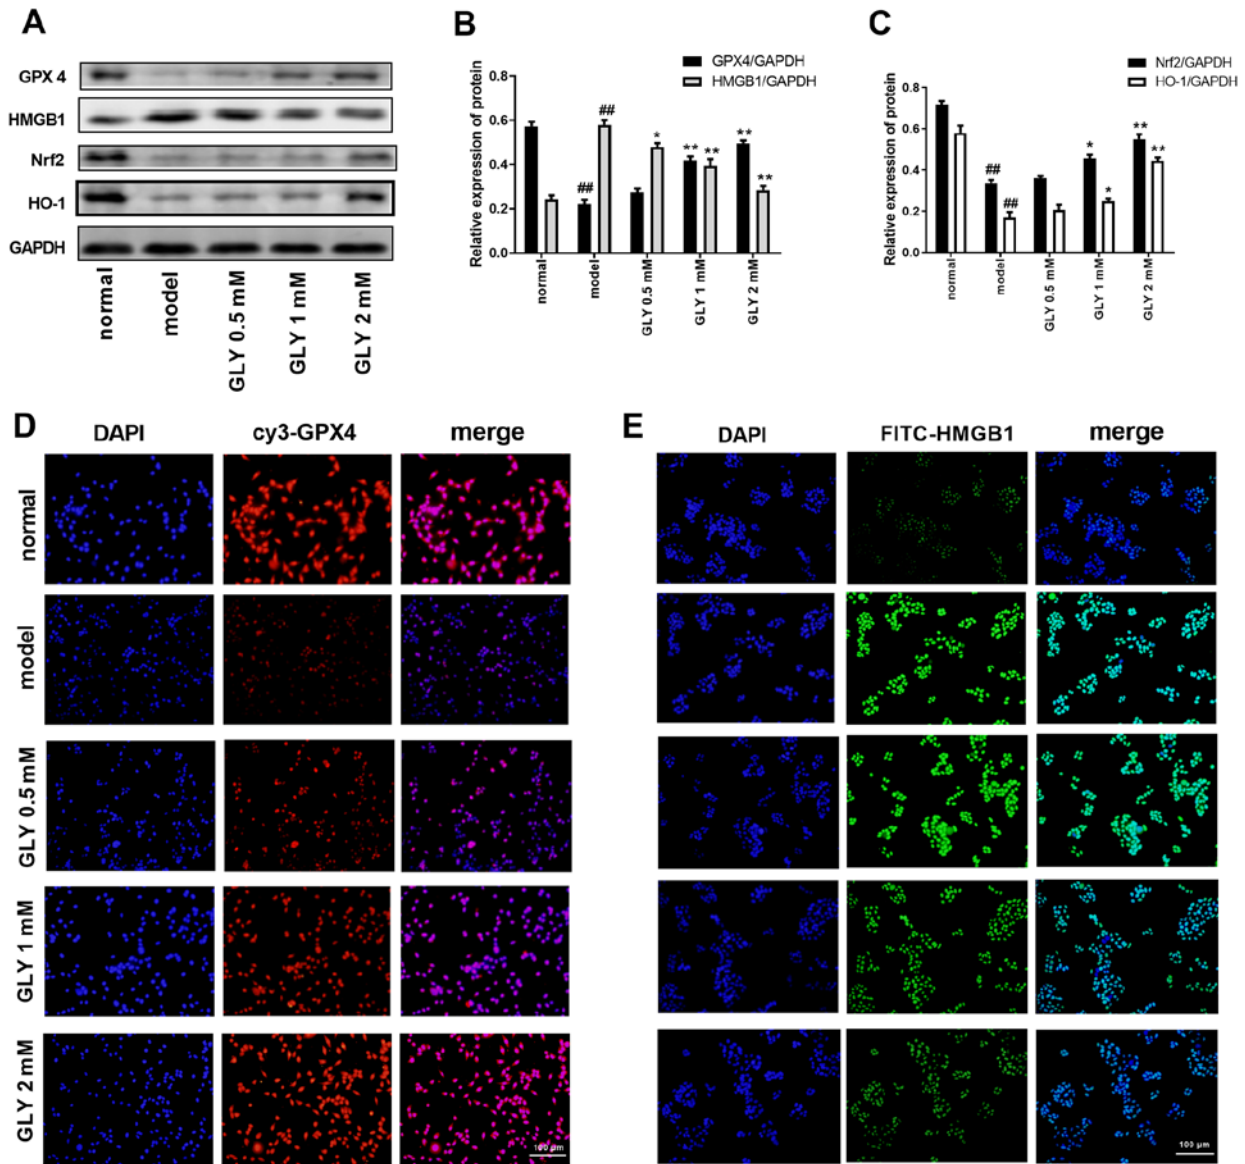 A
GPX 4
HMGB1
Nrf2
HO-1
GAPDH
normal
model
GLY 0.5 mM
GLY 1 mM
GLY 2 mM
B
GPX4/GAPDH
HMGB1/GAPDH
Relative expression of protein
0.8
0.6
0.4
0.2
0.0
##
##
*
**
**
**
**
normal
model
GLY 0.5 mM
GLY 1 mM
GLY 2 mM
C
Nrf2/GAPDH
HO-1/GAPDH
Relative expression of protein
0.8
0.6
0.4
0.2
0.0
##
##
*
*
**
**
normal
model
GLY 0.5 mM
GLY 1 mM
GLY 2 mM
D
DAPI
cy3-GPX4
merge
normal
model
GLY 0.5 mM
GLY 1 mM
GLY 2 mM
100 μm
E
DAPI
FITC-HMGB1
merge
100 μm